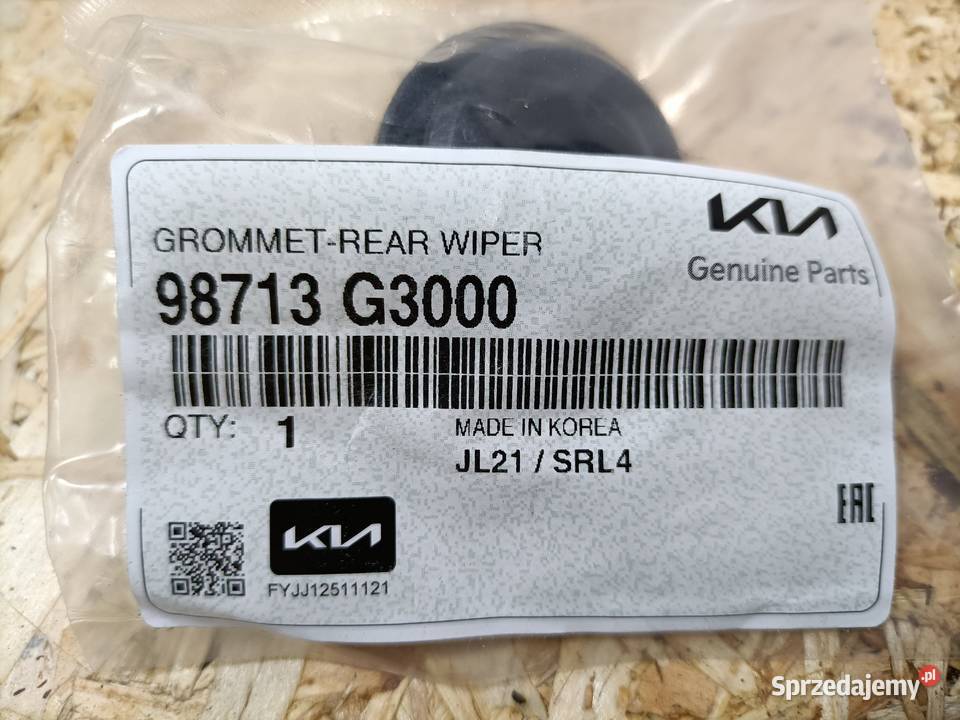 KIA
Genuine Parts
GROMMET-REAR WIPER
98713 G3000
QTY: 1
MADE IN KOREA
JL21 / SRL4
EAC
KIA
FYJJ12511121
Sprzedajemy.pl